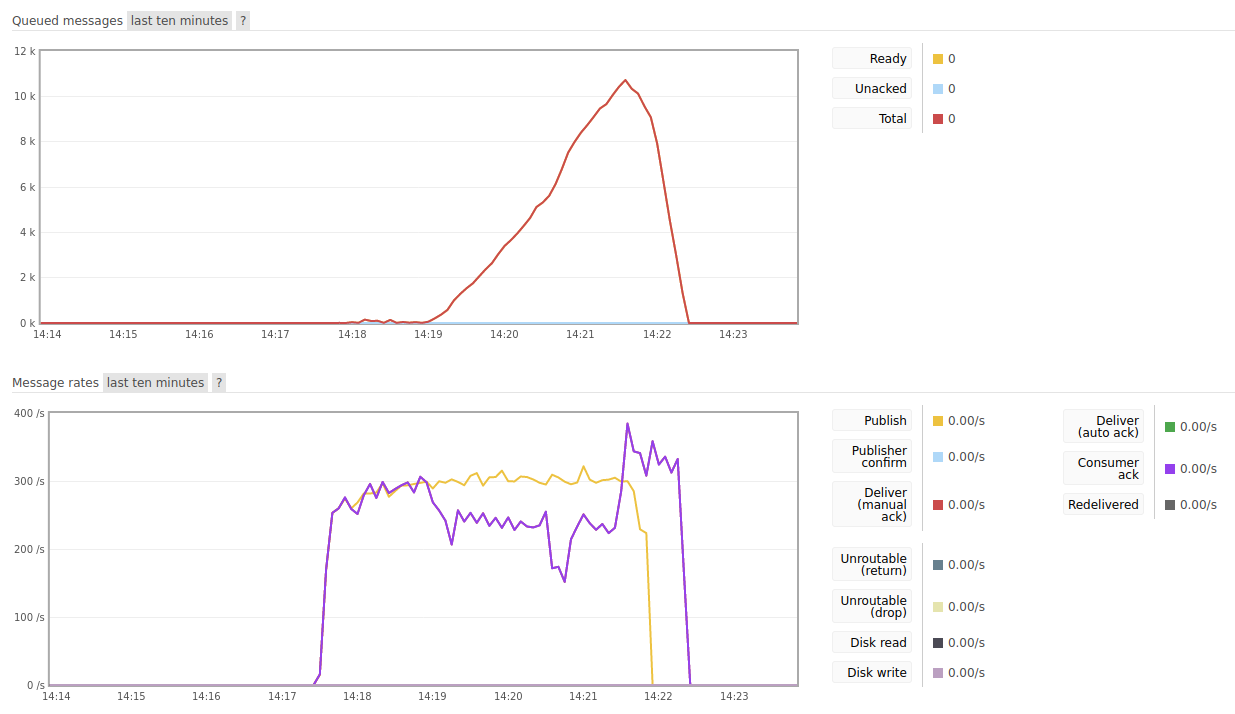 Queued messages last ten minutes ?
12 k
10 k
8 k
6 k
4 k
2 k
0 k
14:14 14:15 14:16 14:17 14:18 14:19 14:20 14:21 14:22 14:23
Ready 0
Unacked 0
Total 0
Message rates last ten minutes ?
400 /s
300 /s
200 /s
100 /s
0 /s
14:14 14:15 14:16 14:17 14:18 14:19 14:20 14:21 14:22 14:23
Publish 0.00/s
Publisher
confirm 0.00/s
Deliver
(manual 0.00/s
ack)
Deliver
(auto ack) 0.00/s
Consumer
ack 0.00/s
Redelivered 0.00/s
Unroutable
(return) 0.00/s
Unroutable
(drop) 0.00/s
Disk read 0.00/s
Disk write 0.00/s